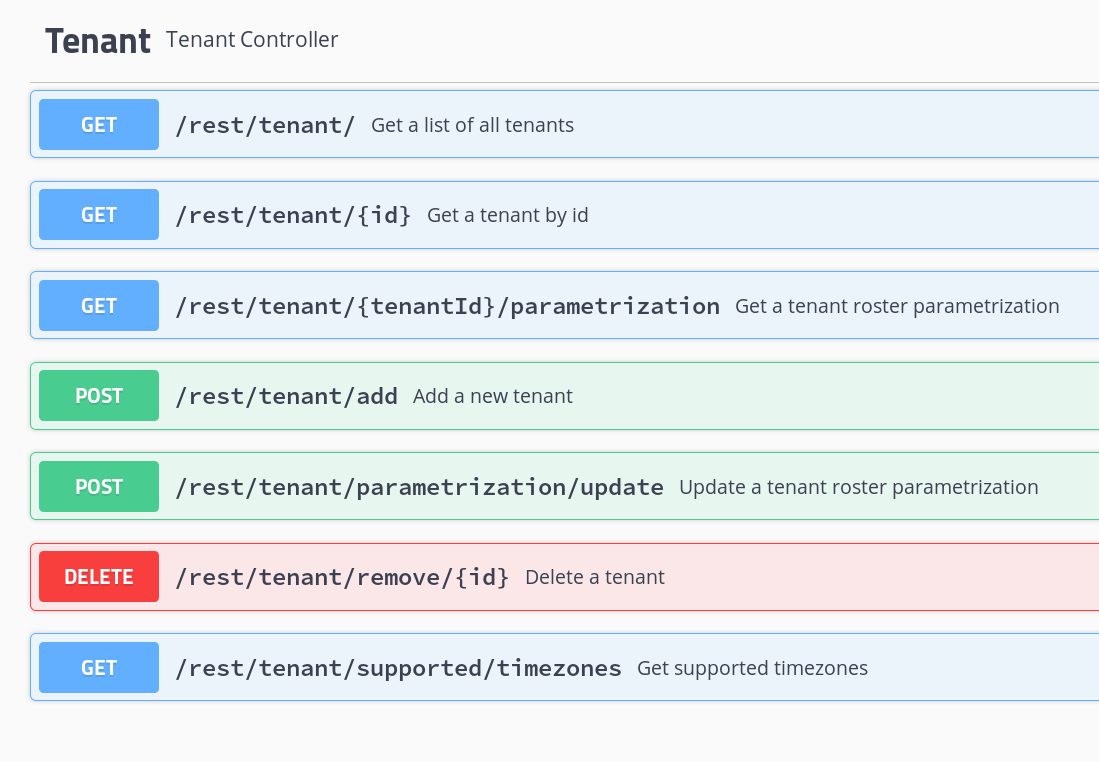 Tenant Tenant Controller
GET /rest/tenant/ Get a list of all tenants
GET /rest/tenant/{id} Get a tenant by id
GET /rest/tenant/{tenantId}/parametrization Get a tenant roster parametrization
POST /rest/tenant/add Add a new tenant
POST /rest/tenant/parametrization/update Update a tenant roster parametrization
DELETE /rest/tenant/remove/{id} Delete a tenant
GET /rest/tenant/supported/timezones Get supported timezones